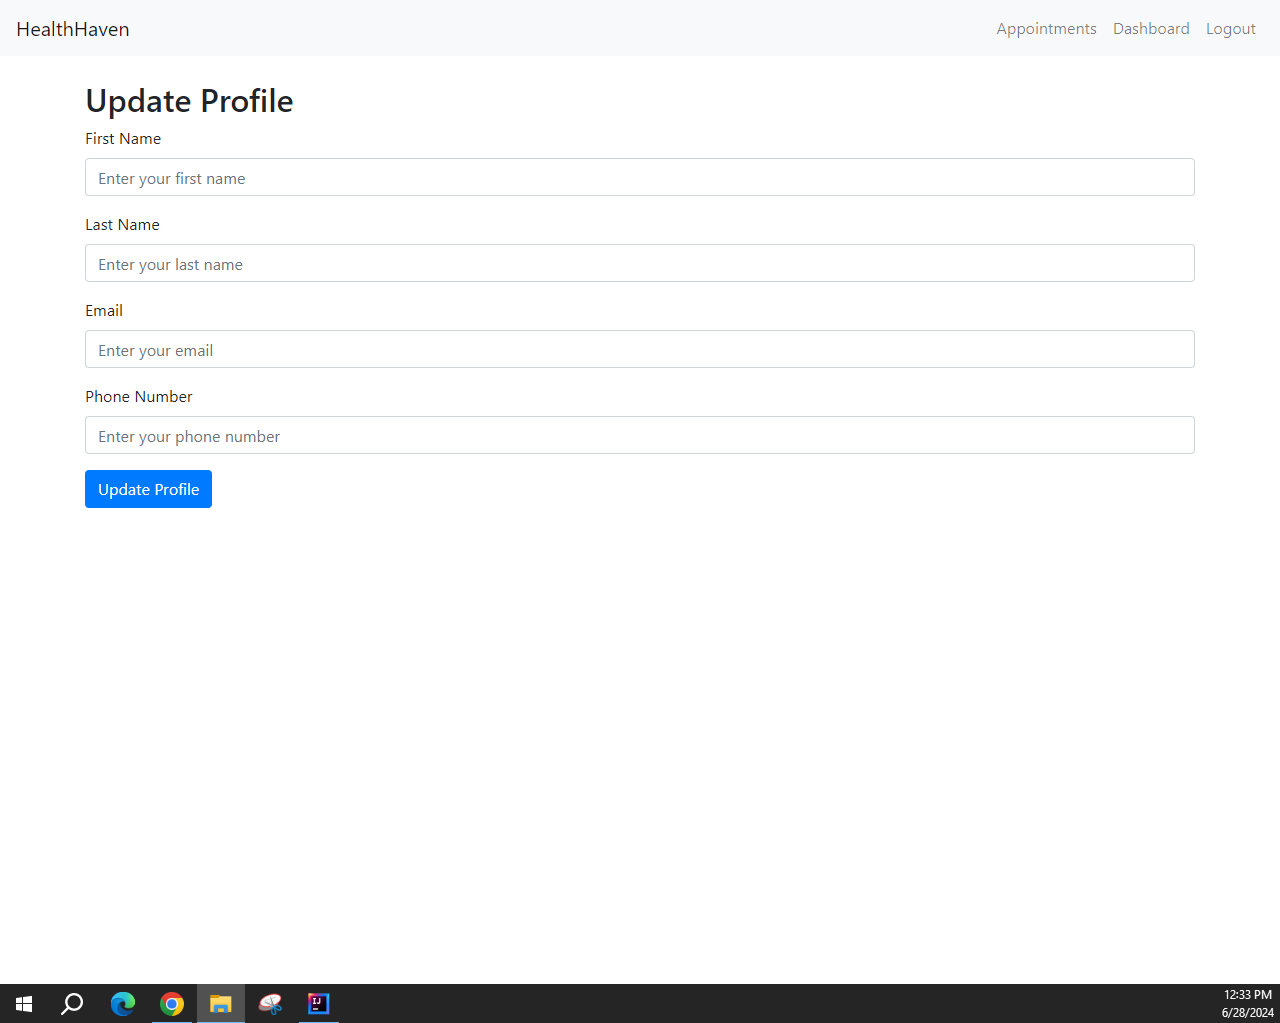 HealthHaven
Appointments Dashboard Logout
Update Profile
First Name
Enter your first name
Last Name
Enter your last name
Email
Enter your email
Phone Number
Enter your phone number
Update Profile
IJ
12:33 PM
6/28/2024